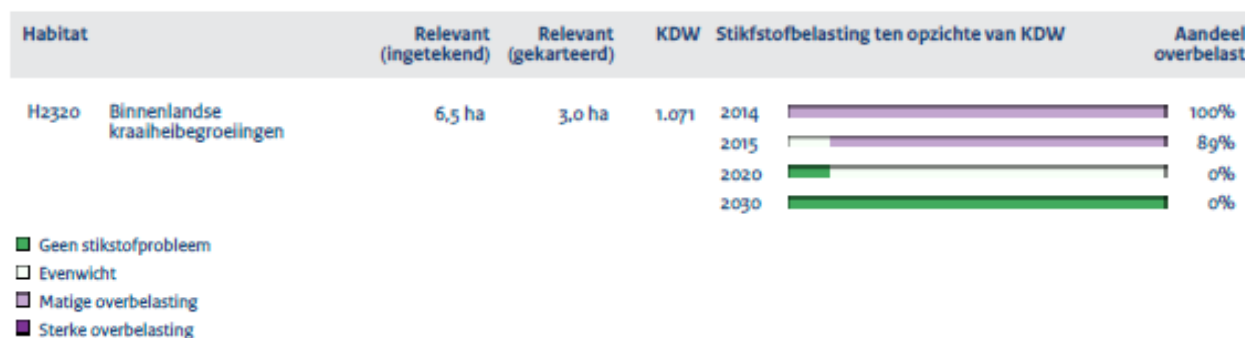 Habitat Relevant Relevant KDW Stikfstofbelasting ten opzichte van KDW Aandeel
(ingetekend) (gekarteerd) overbelast
H2320 Binnenlandse 6,5 ha 3,0 ha 1.071 2014 100%
kraaiheibegroeiingen
2015 89%
2020 0%
2030 0%
Geen stikstofprobleem
Evenwicht
Matige overbelasting
Sterke overbelasting